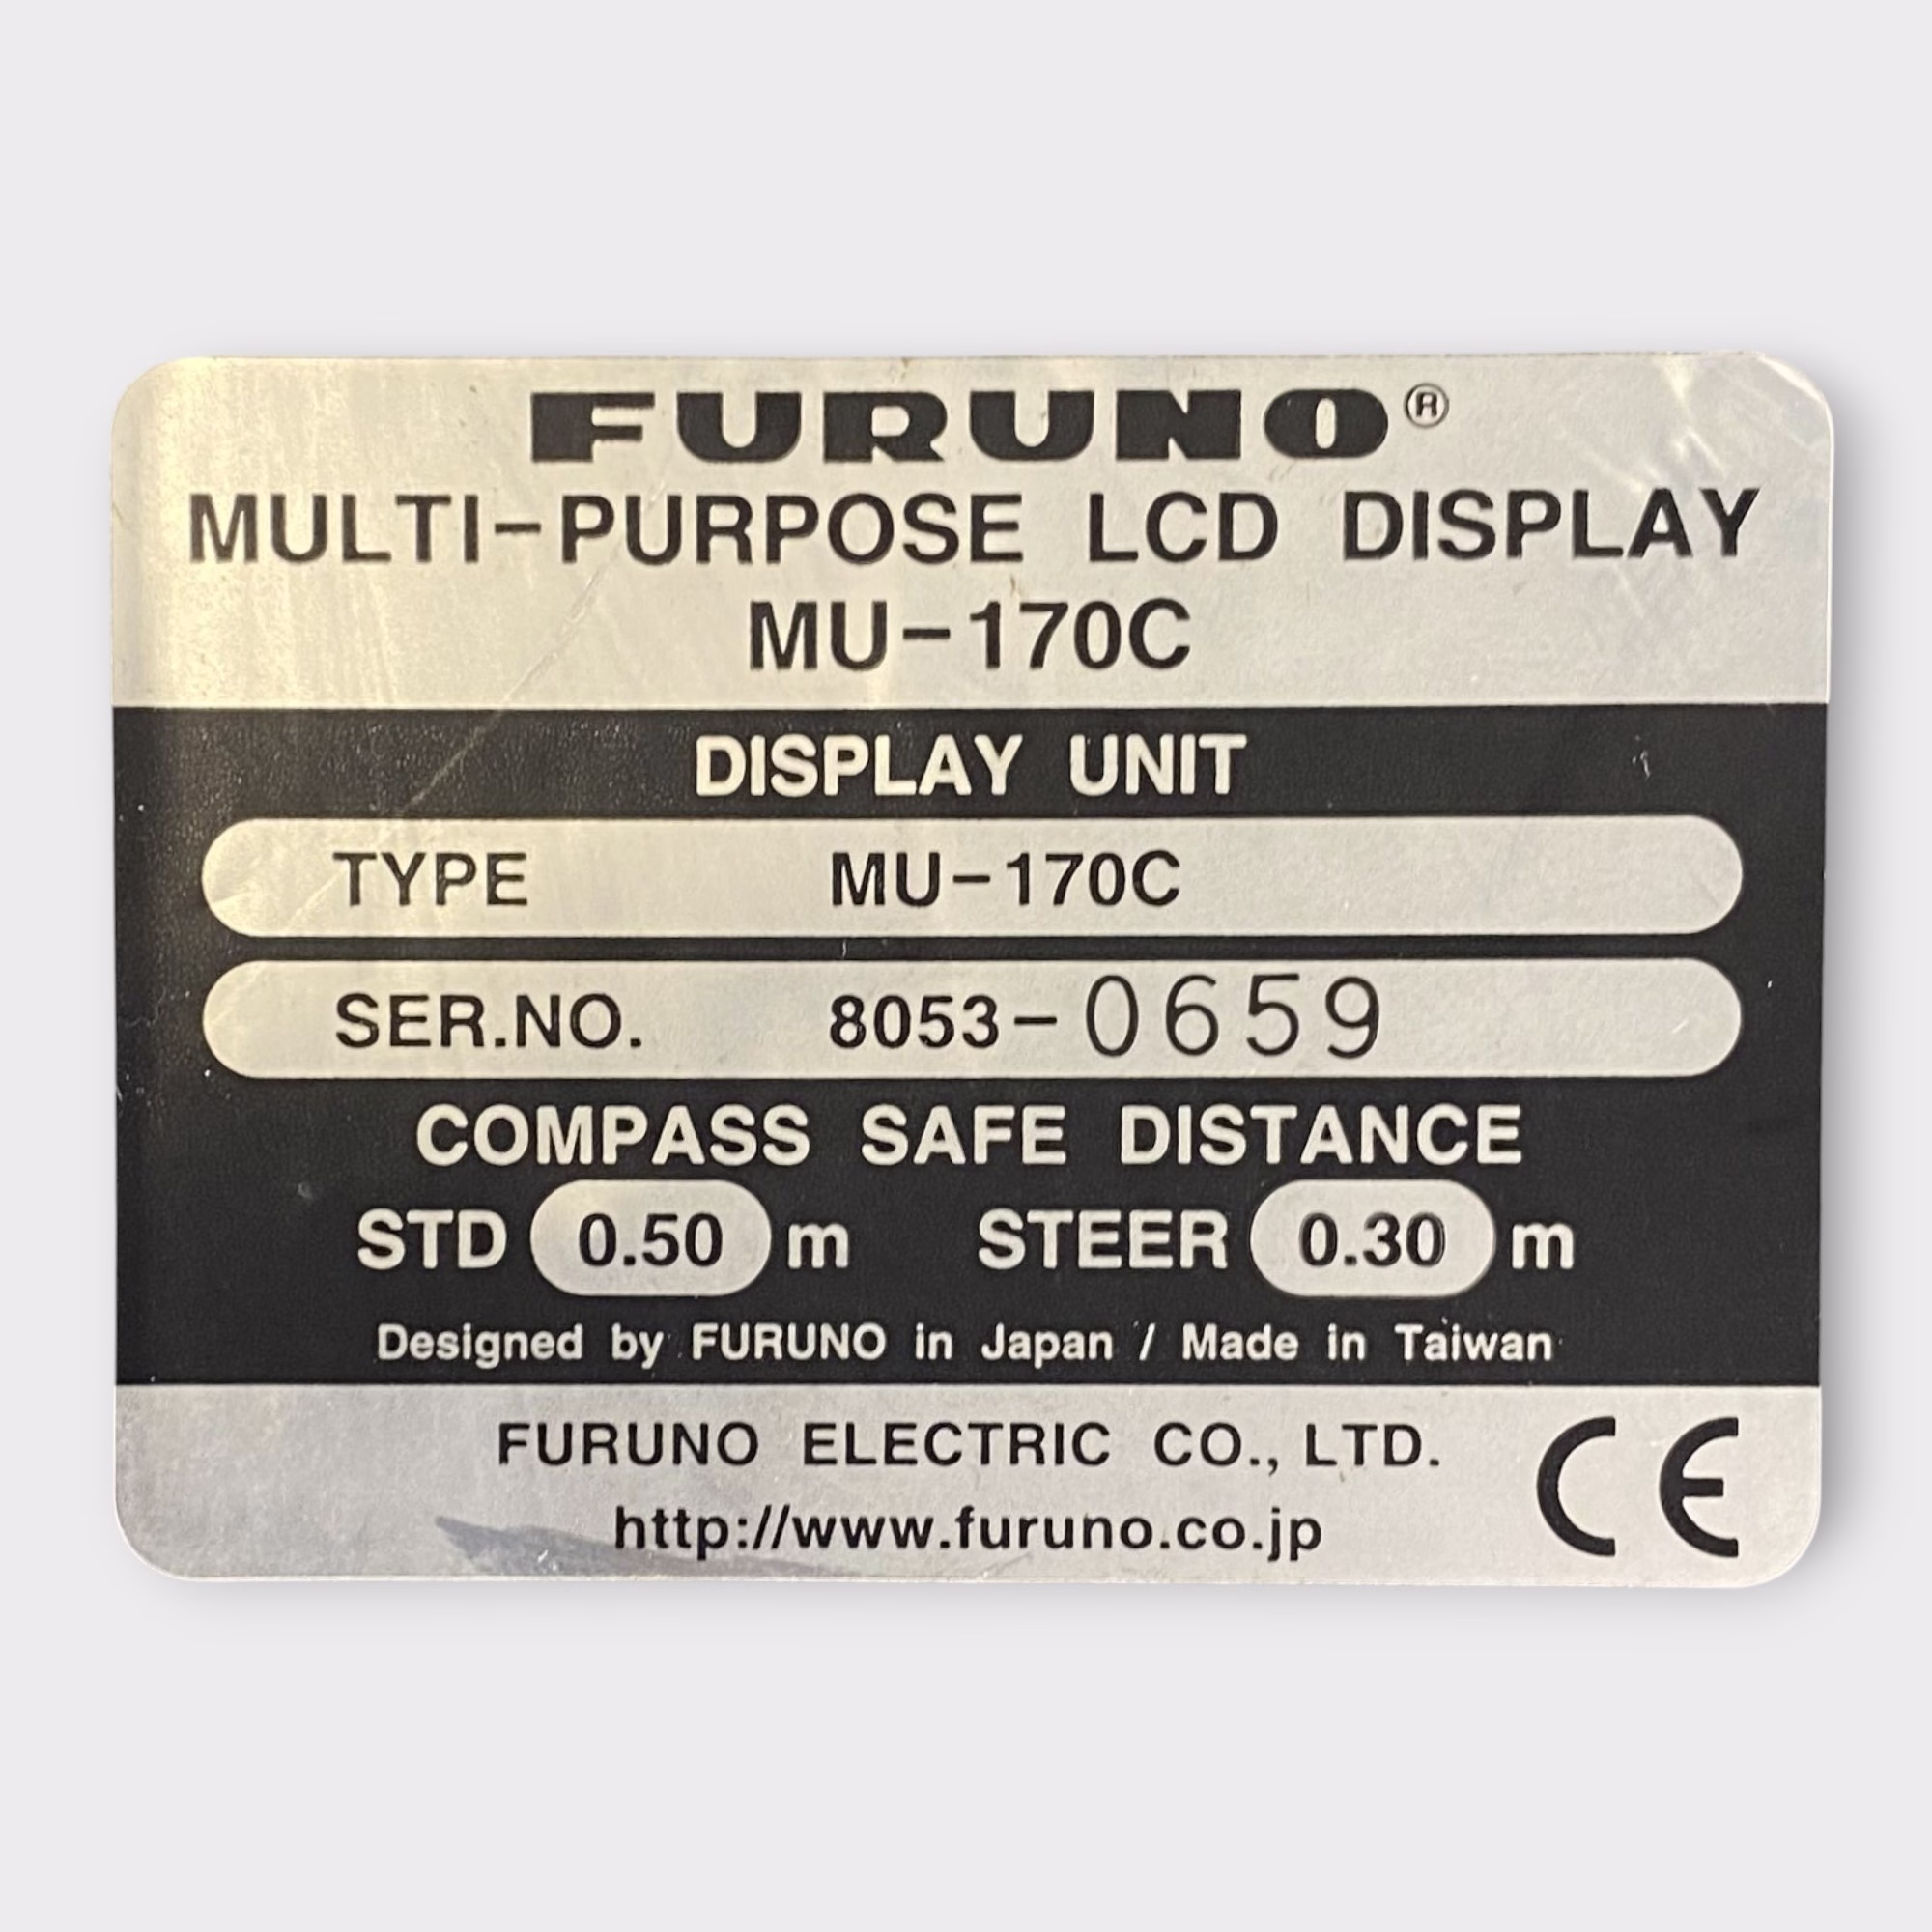 FURUNO®
MULTI-PURPOSE LCD DISPLAY
MU-170C
DISPLAY UNIT
TYPE MU-170C
SER.NO. 8053-0659
COMPASS SAFE DISTANCE
STD 0.50 m STEER 0.30 m
Designed by FURUNO in Japan / Made in Taiwan
FURUNO ELECTRIC CO., LTD.
http://www.furuno.co.jp
CE